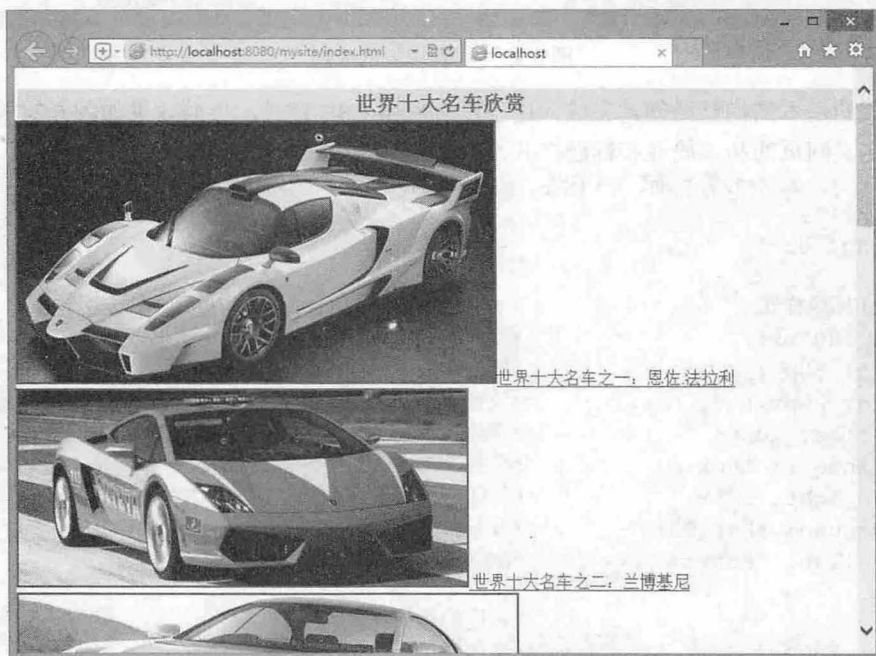 http://localhost:8080/mysite/index.html
localhost
世界十大名车欣赏
世界十大名车之一：恩佐.法拉利
世界十大名车之二：兰博基尼